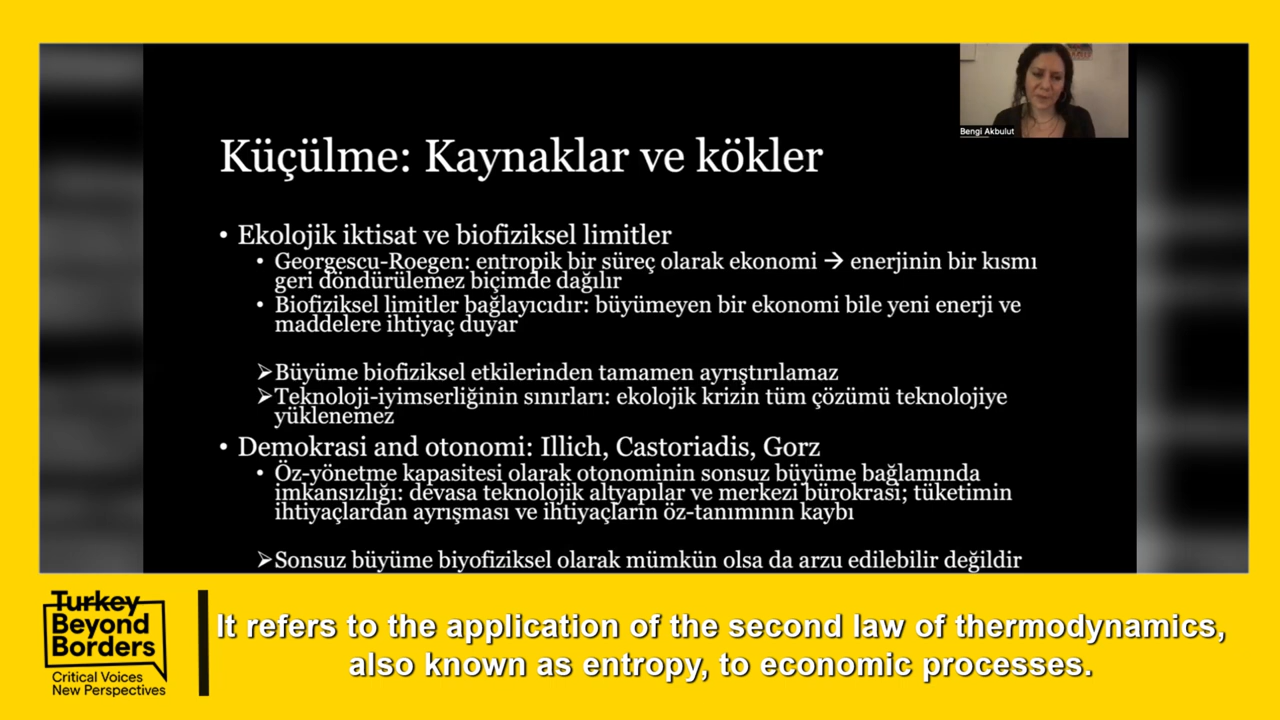 Bengi Akbulut
Küçülme: Kaynaklar ve kökler
• Ekolojik iktisat ve biofiziksel limitler
• Georgescu-Roegen: entropik bir süreç olarak ekonomi → enerjinin bir kısmı
geri döndürülemez biçimde dağılır
• Biofiziksel limitler bağlayıcıdır: büyümeyen bir ekonomi bile yeni enerji ve
maddelere ihtiyaç duyar
➢Büyüme biofiziksel etkilerinden tamamen ayrıştırılamaz
➢Teknoloji-iyimserliğinin sınırları: ekolojik krizin tüm çözümü teknolojiye
yüklenemez
• Demokrasi and otonomi: Illich, Castoriadis, Gorz
• Öz-yönetme kapasitesi olarak otonominin sonsuz büyüme bağlamında
imkansızlığı: devasa teknolojik altyapılar ve merkezi bürokrasi; tüketimin
ihtiyaçlardan ayrışması ve ihtiyaçların öz-tanımının kaybı
➢Sonsuz büyüme biyofiziksel olarak mümkün olsa da arzu edilebilir değildir
Turkey
Beyond
Borders
Critical Voices
New Perspectives
It refers to the application of the second law of thermodynamics,
also known as entropy, to economic processes.